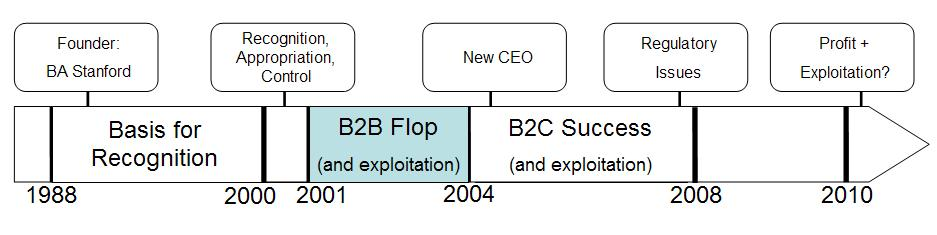 Founder:
BA Stanford
Recognition,
Appropriation,
Control
New CEO
Regulatory
Issues
Profit +
Exploitation?
Basis for
Recognition
B2B Flop
(and exploitation)
B2C Success
(and exploitation)
1988
2000
2001
2004
2008
2010